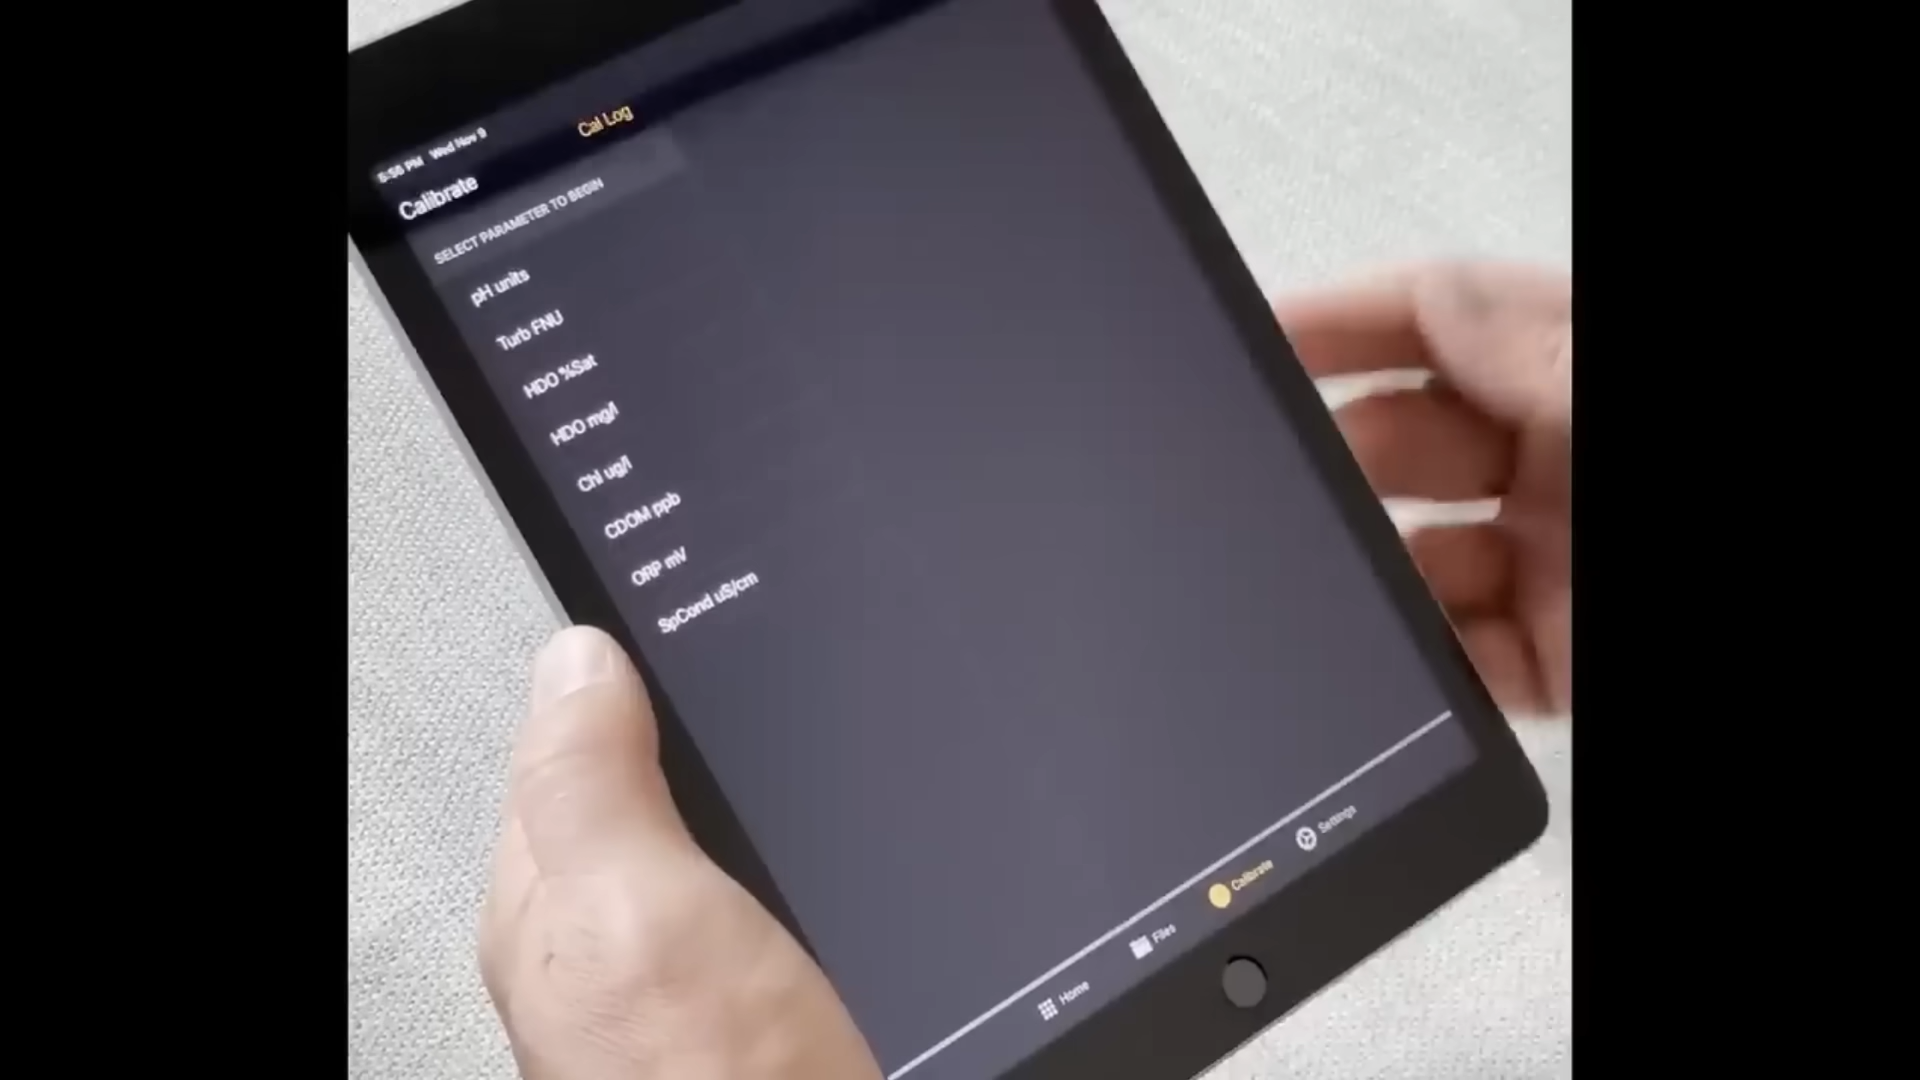 5:56 PM Wed Nov 9
Cal Log
Calibrate
SELECT PARAMETER TO BEGIN
pH units
Turb FNU
HDO %Sat
HDO mg/l
Chl ug/l
CDOM ppb
ORP mV
SpCond uS/cm
Home
Files
Calibrate
Settings